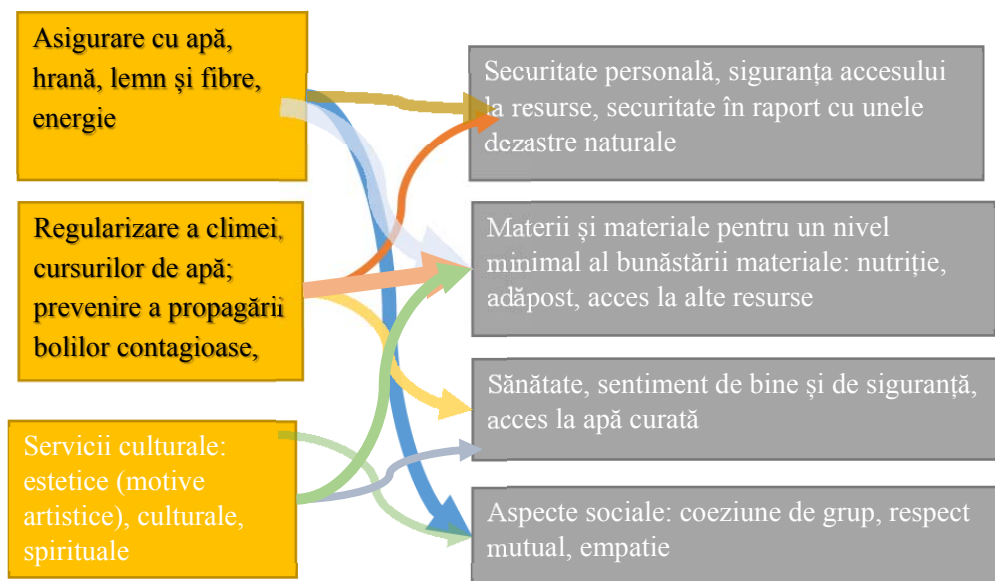 Asigurare cu apă,
hrană, lemn și fibre,
energie
Regularizare a climei,
cursurilor de apă;
prevenire a propagării
bolilor contagioase,
Servicii culturale:
estetice (motive
artistice), culturale,
spirituale
Securitate personală, siguranța accesului
la resurse, securitate în raport cu unele
dezastre naturale
Materii și materiale pentru un nivel
minimal al bunăstării materiale: nutriție,
adăpost, acces la alte resurse
Sănătate, sentiment de bine și de siguranță,
acces la apă curată
Aspecte sociale: coeziune de grup, respect
mutual, empatie